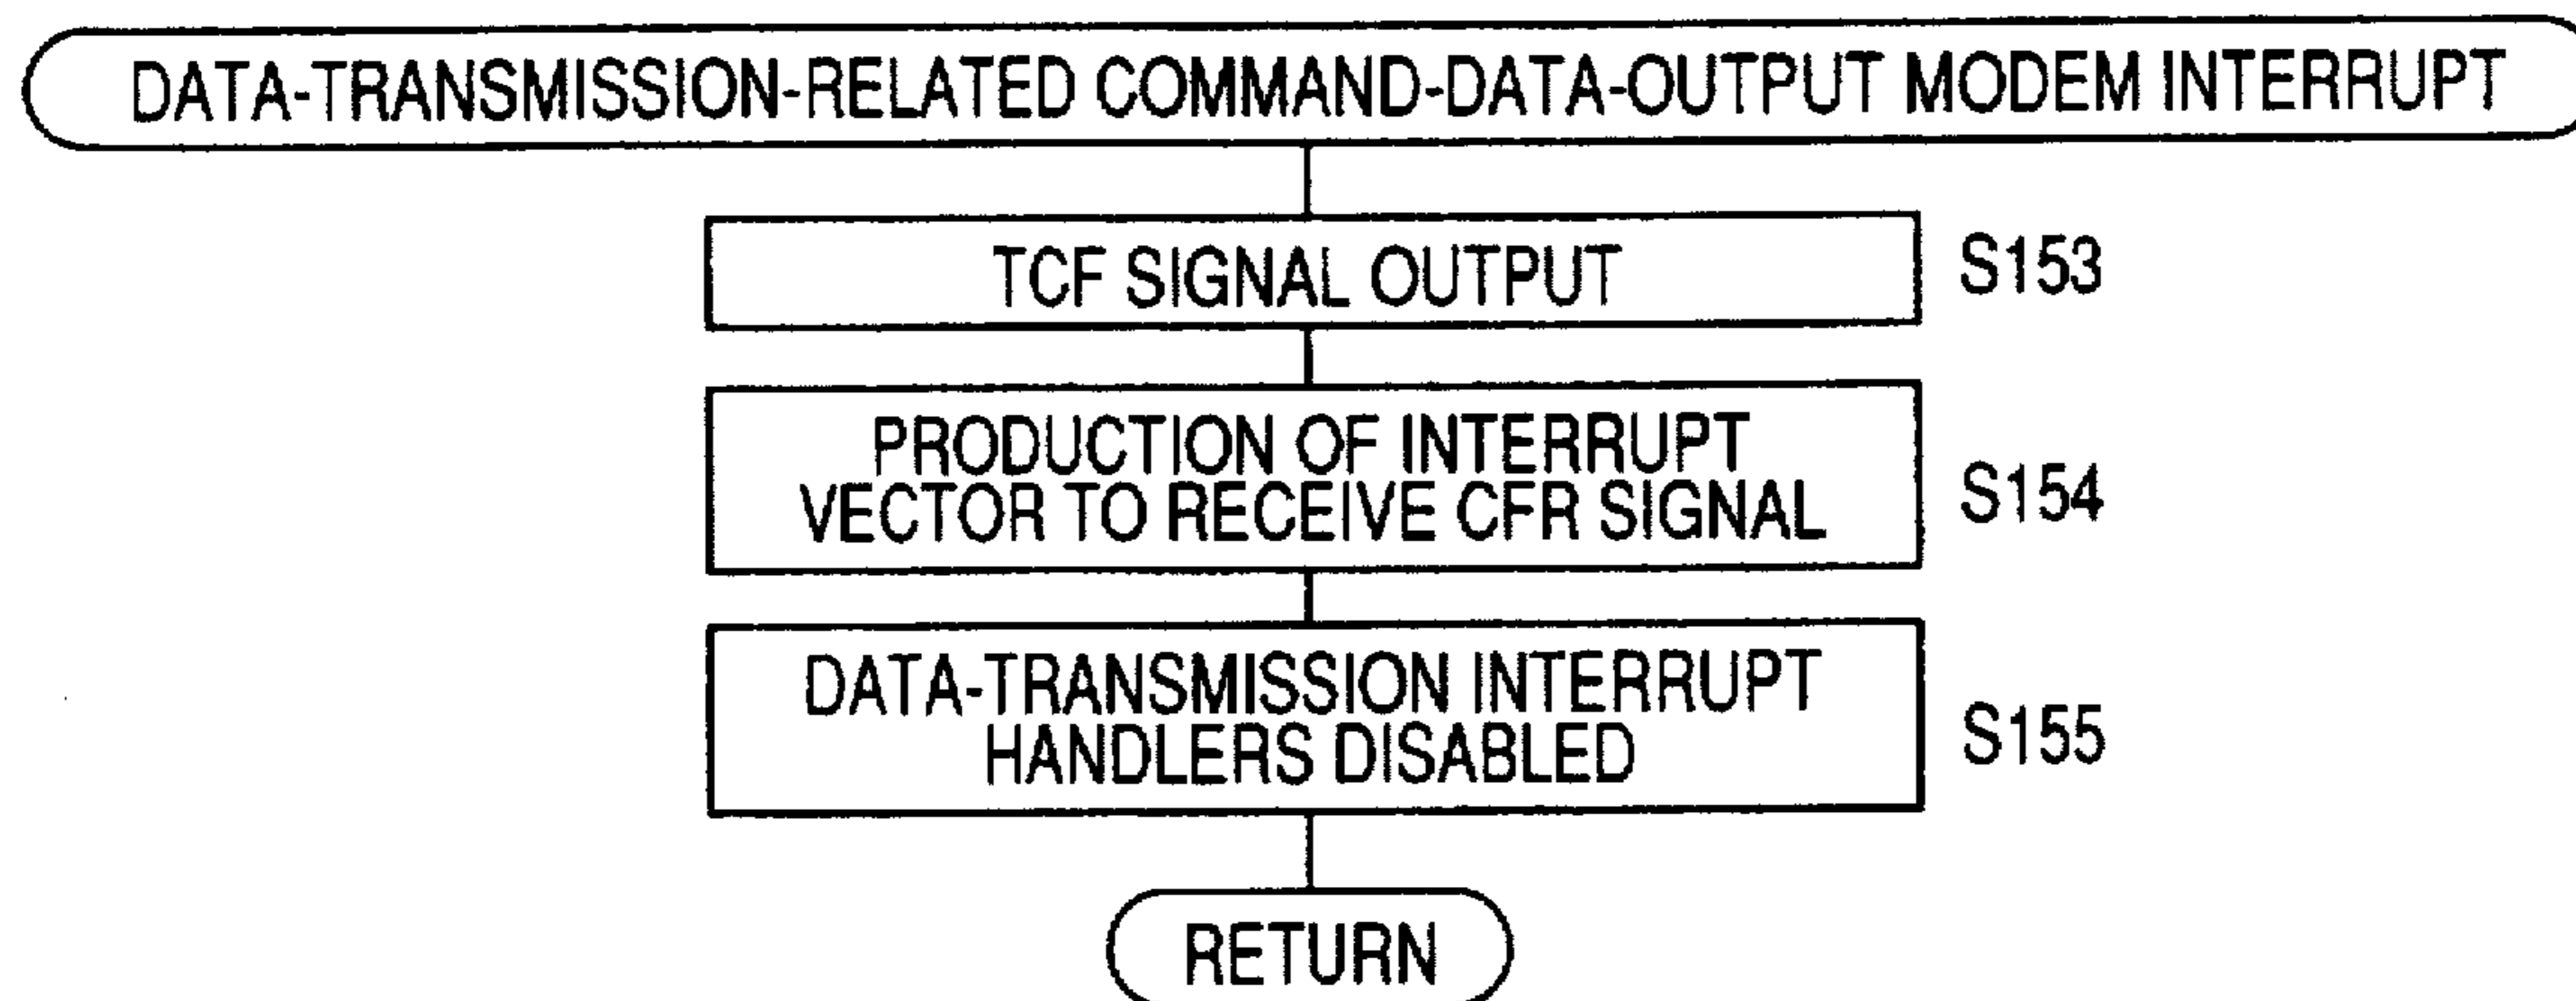 DATA-TRANSMISSION-RELATED COMMAND-DATA-OUTPUT MODEM INTERRUPT
TCF SIGNAL OUTPUT
S153
PRODUCTION OF INTERRUPT
VECTOR TO RECEIVE CFR SIGNAL
S154
DATA-TRANSMISSION INTERRUPT
HANDLERS DISABLED
S155
RETURN